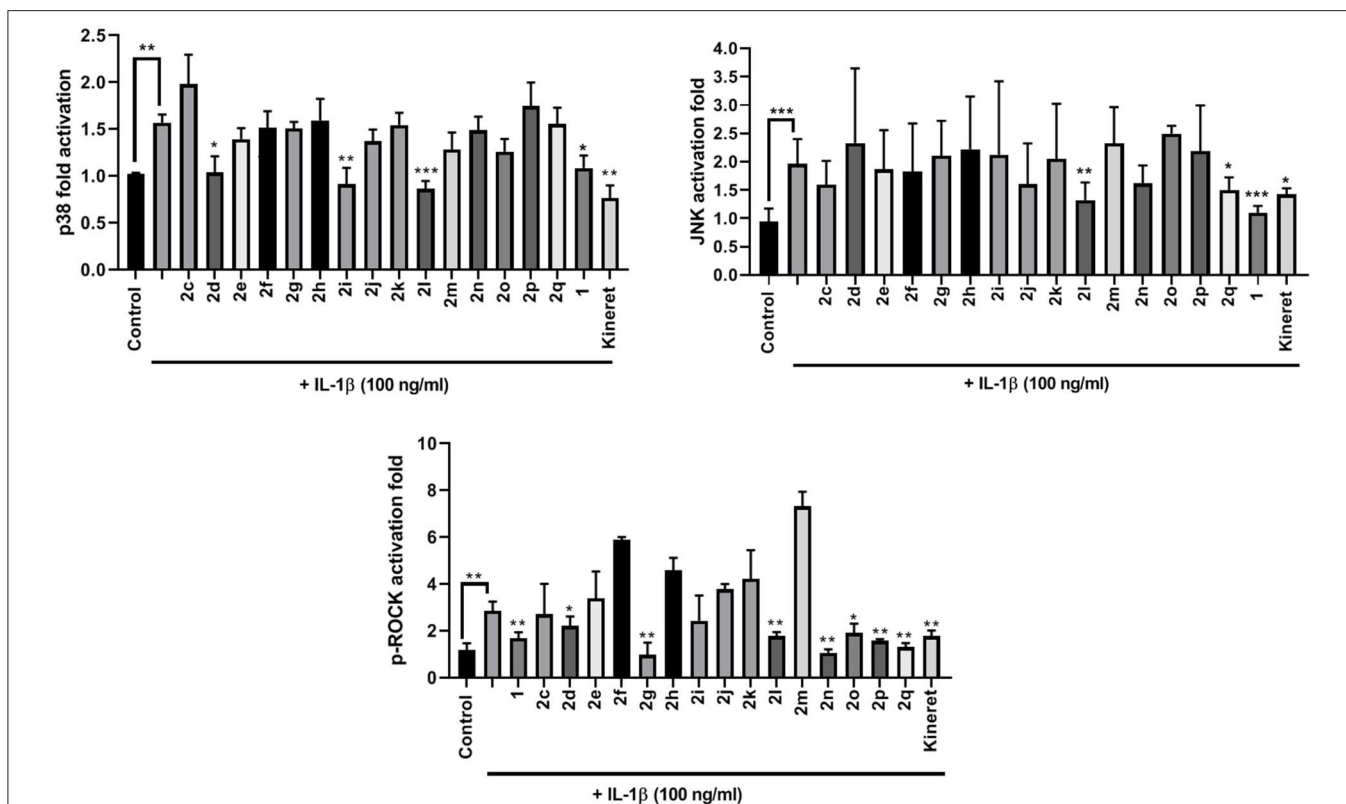 p38 fold activation
2.5
2.0
1.5
1.0
0.5
0.0
**
*
**
***
*
**
Control
-
2c
2d
2e
2f
2g
2h
2i
2j
2k
2l
2m
2n
2o
2p
2q
1
Kineret
+ IL-1β (100 ng/ml)
JNK activation fold
4.0
3.5
3.0
2.5
2.0
1.5
1.0
0.5
0.0
***
**
*
***
*
Control
-
2c
2d
2e
2f
2g
2h
2i
2j
2k
2l
2m
2n
2o
2p
2q
1
Kineret
+ IL-1β (100 ng/ml)
p-ROCK activation fold
10
8
6
4
2
0
**
**
*
**
**
**
*
**
**
**
Control
-
1
2c
2d
2e
2f
2g
2h
2i
2j
2k
2l
2m
2n
2o
2p
2q
Kineret
+ IL-1β (100 ng/ml)